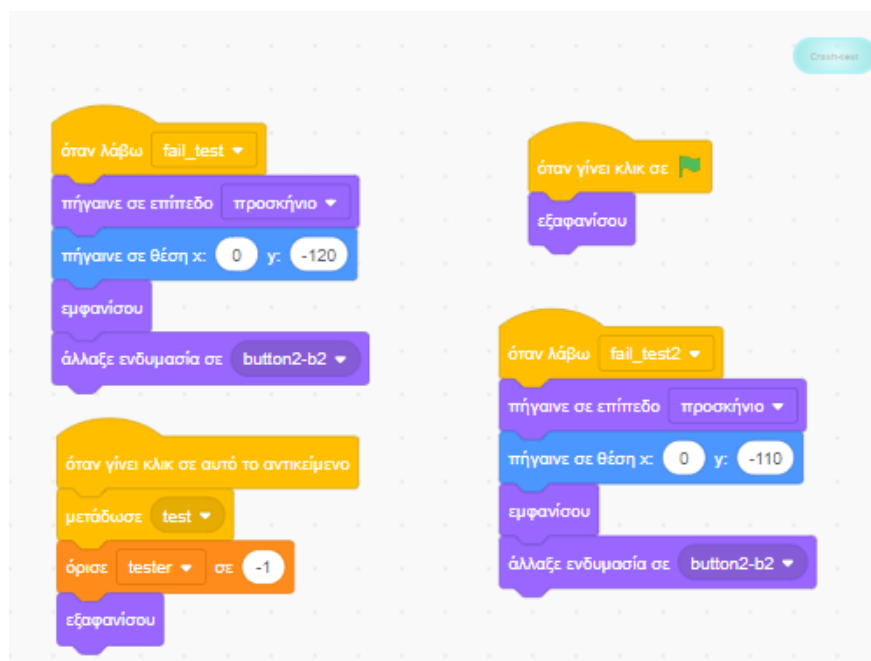 Crash-test
όταν λάβω fail_test
πήγαινε σε επίπεδο προσκήνιο
πήγαινε σε θέση x: 0 y: -120
εμφανίσου
άλλαξε ενδυμασία σε button2-b2
όταν γίνει κλικ σε αυτό το αντικείμενο
μετάδωσε test
όρισε tester σε -1
εξαφανίσου
όταν γίνει κλικ σε
εξαφανίσου
όταν λάβω fail_test2
πήγαινε σε επίπεδο προσκήνιο
πήγαινε σε θέση x: 0 y: -110
εμφανίσου
άλλαξε ενδυμασία σε button2-b2